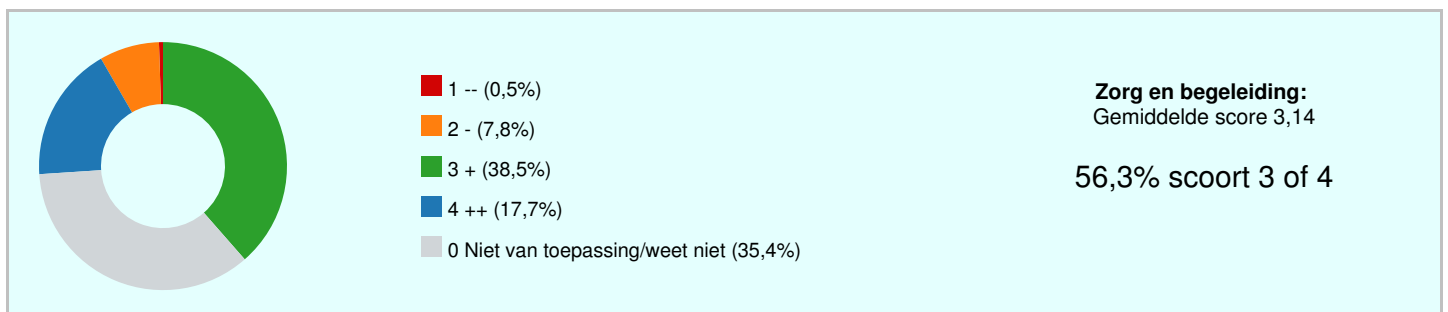 1 -- (0,5%)
2 - (7,8%)
3 + (38,5%)
4 ++ (17,7%)
0 Niet van toepassing/weet niet (35,4%)
Zorg en begeleiding:
Gemiddelde score 3,14
56,3% scoort 3 of 4